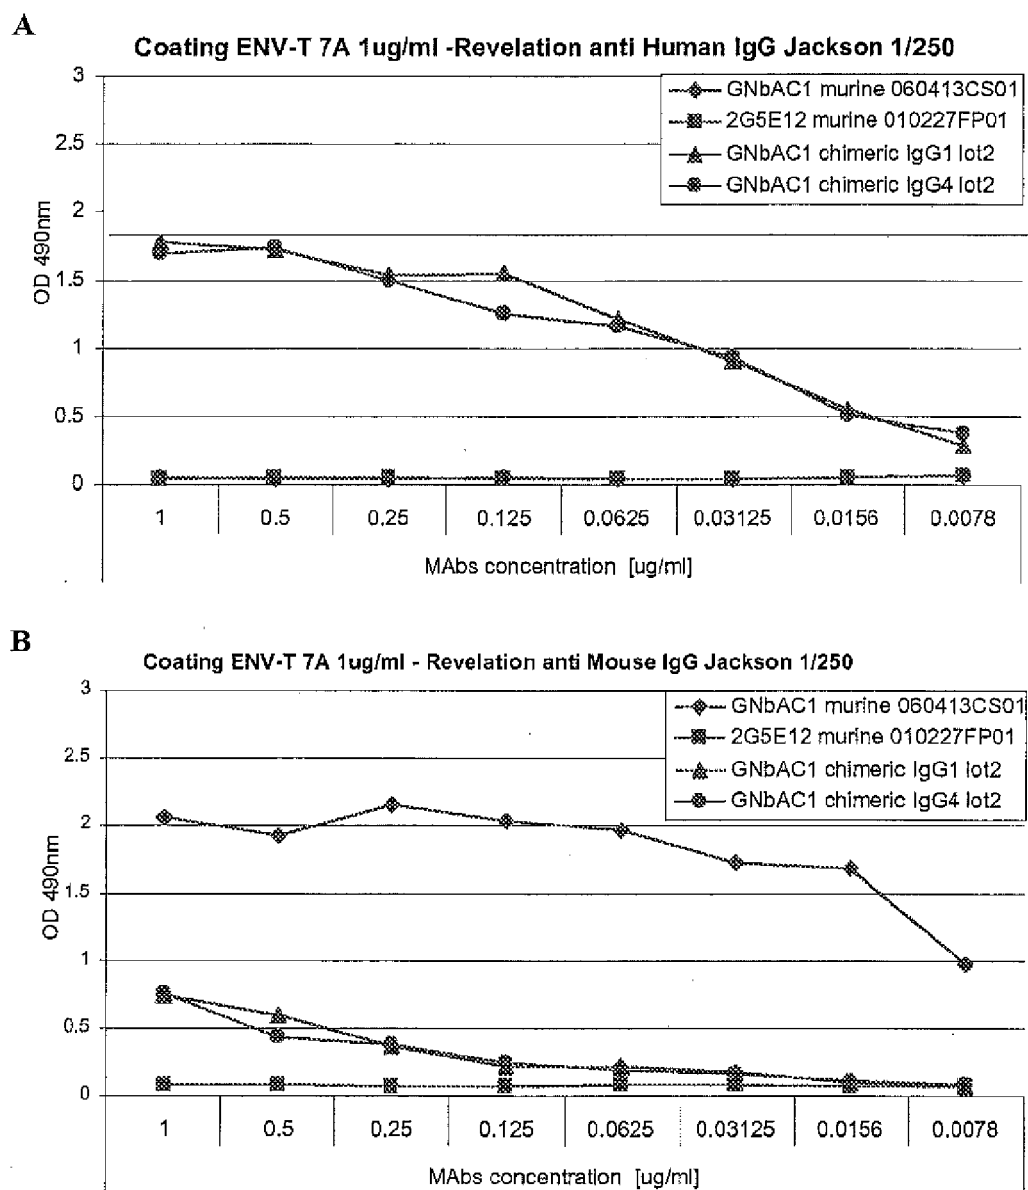 A
Coating ENV-T 7A 1ug/ml -Revelation anti Human IgG Jackson 1/250
3
2.5
2
1.5
1
0.5
0
OD 490nm
GNbAC1 murine 060413CS01
2G5E12 murine 010227FP01
GNbAC1 chimeric IgG1 lot2
GNbAC1 chimeric IgG4 lot2
1 0.5 0.25 0.125 0.0625 0.03125 0.0156 0.0078
MAbs concentration [ug/ml]
B
Coating ENV-T 7A 1ug/ml - Revelation anti Mouse IgG Jackson 1/250
3
2.5
2
1.5
1
0.5
0
OD 490nm
GNbAC1 murine 060413CS01
2G5E12 murine 010227FP01
GNbAC1 chimeric IgG1 lot2
GNbAC1 chimeric IgG4 lot2
1 0.5 0.25 0.125 0.0625 0.03125 0.0156 0.0078
MAbs concentration [ug/ml]